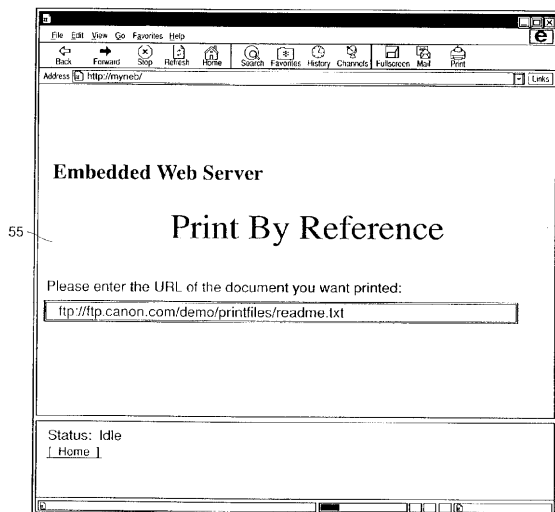 File Edit View Go Favorites Help
e
Back Forward Stop Refresh Home Search Favorities History Channels Fullscreen Mail Print
Address http://myneb/ Links
Embedded Web Server
Print By Reference
55
Please enter the URL of the document you want printed:
ftp://ftp.canon.com/demo/printfiles/readme.txt
Status: Idle
[ Home ]